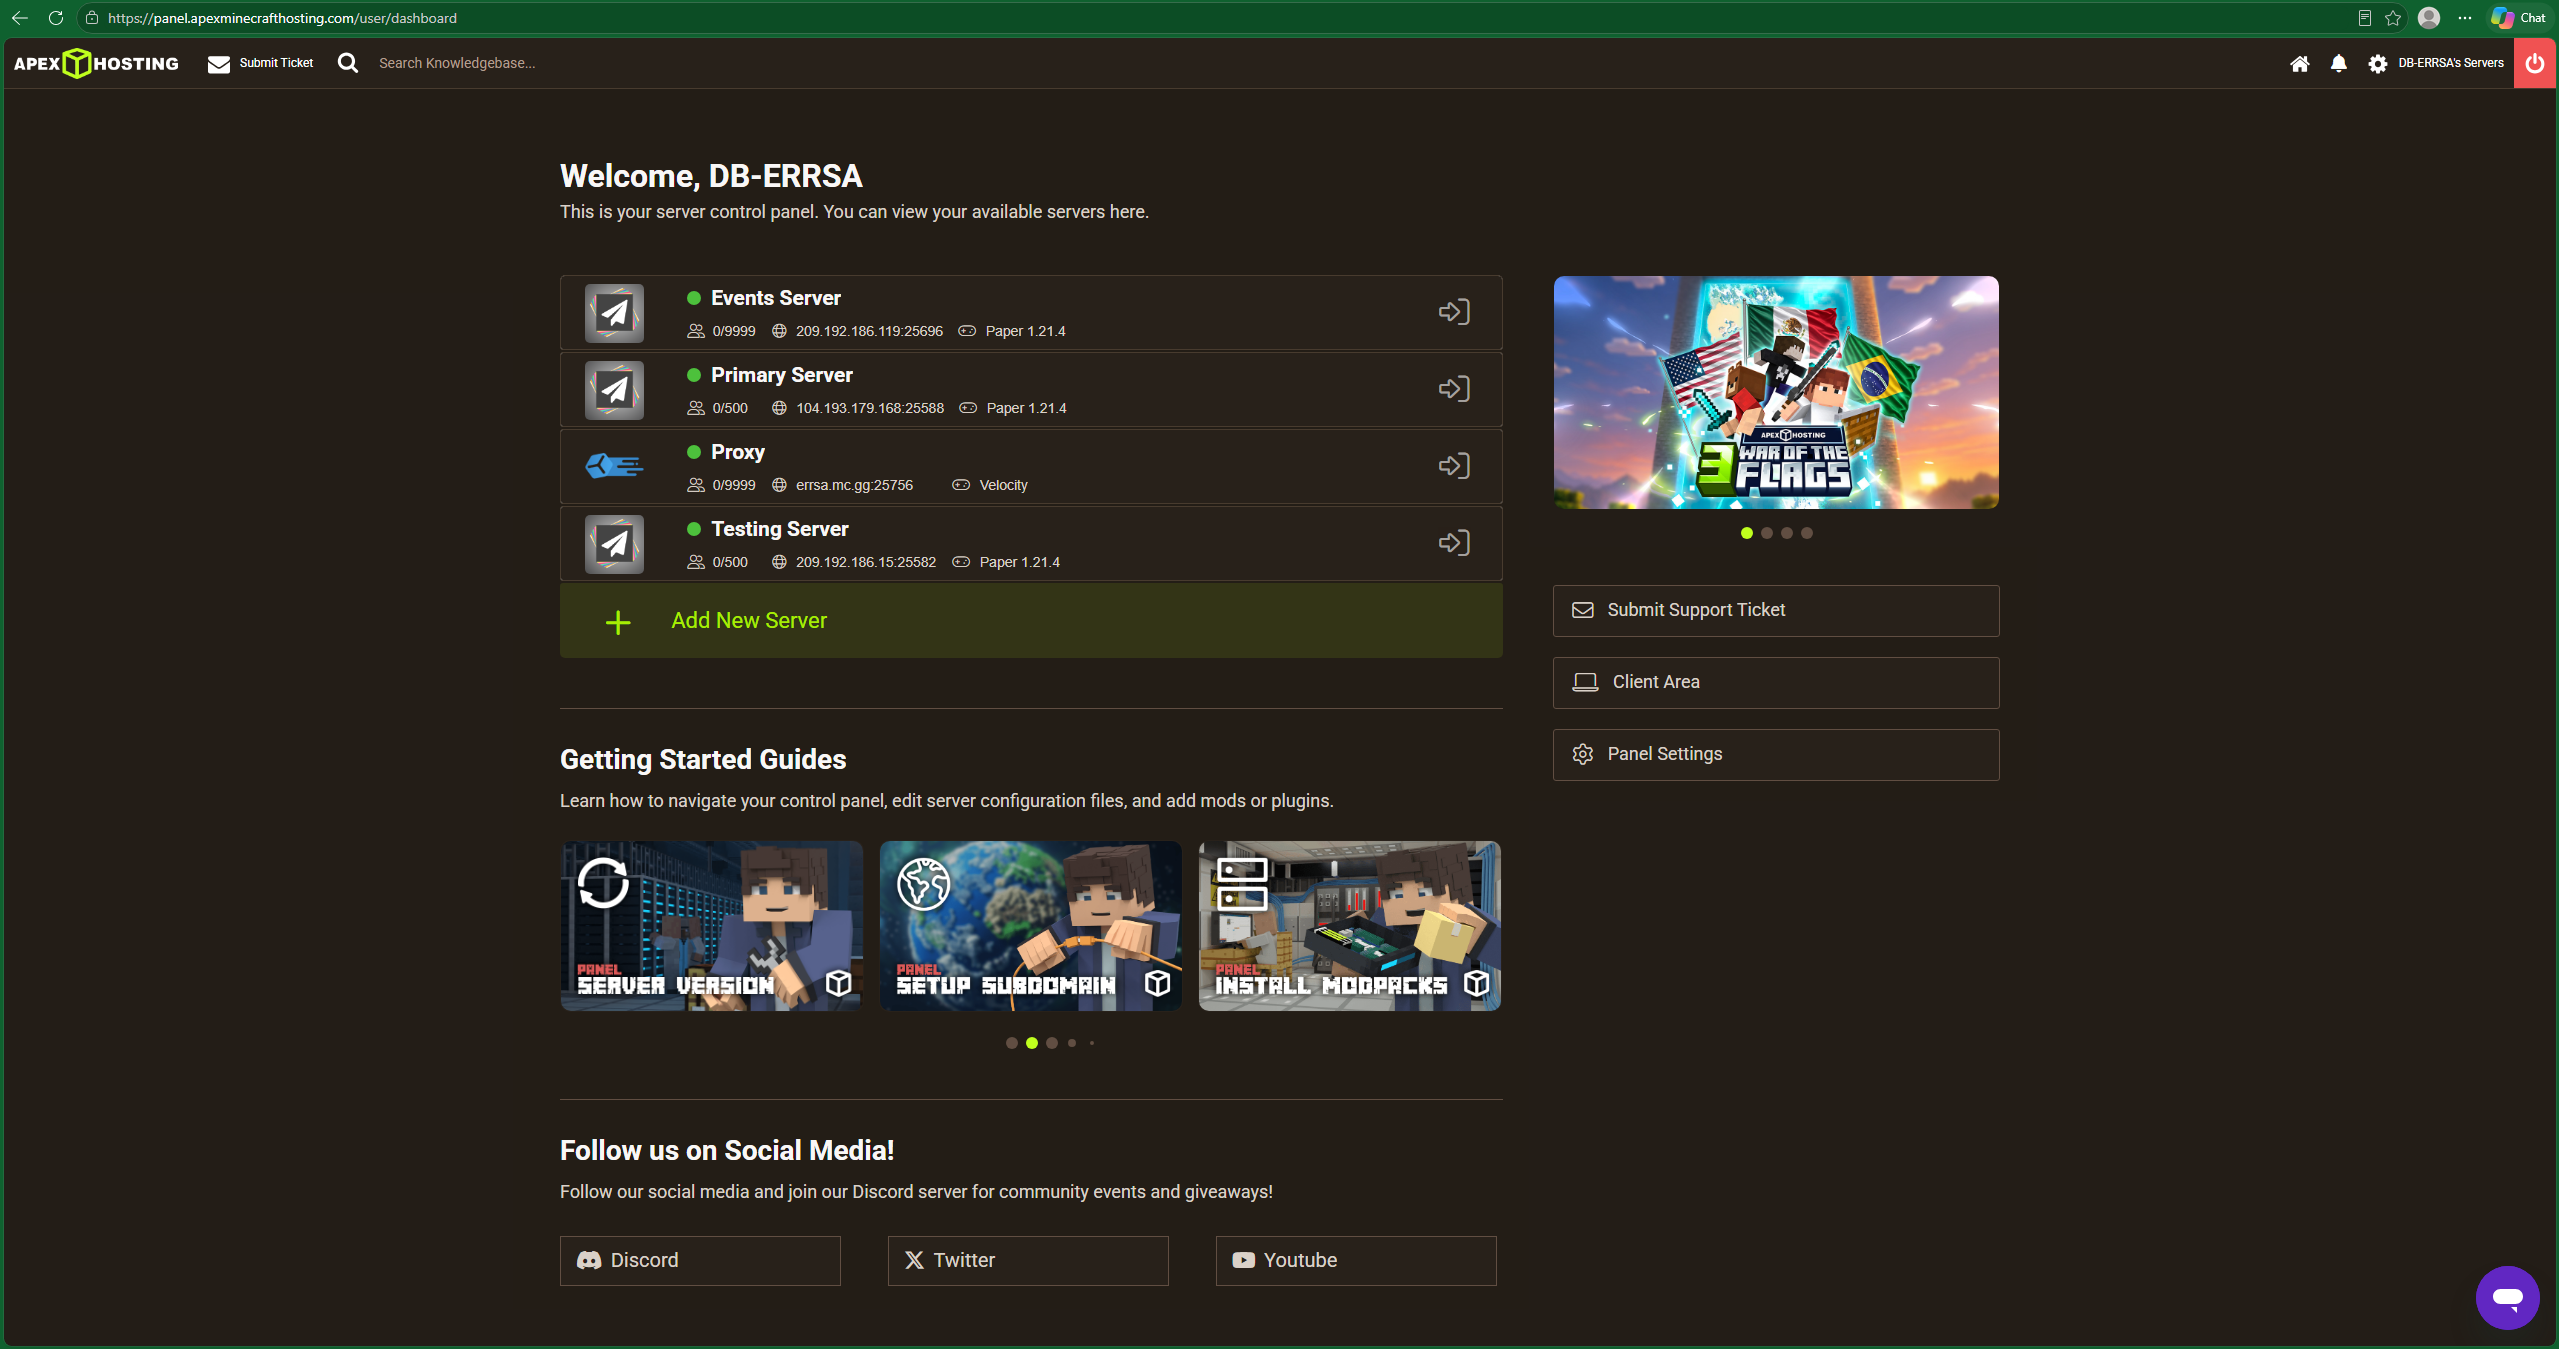 https://panel.apexminecrafthosting.com/user/dashboard
Chat
APEX HOSTING
Submit Ticket
Search Knowledgebase...
DB-ERRSA's Servers
Welcome, DB-ERRSA
This is your server control panel. You can view your available servers here.
Events Server
0/9999 209.192.186.119:25696 Paper 1.21.4
Primary Server
0/500 104.193.179.168:25588 Paper 1.21.4
Proxy
0/9999 errsa.mc.gg:25756 Velocity
Testing Server
0/500 209.192.186.15:25582 Paper 1.21.4
Add New Server
APEX HOSTING
3 WAR OF THE
FLAGS
Submit Support Ticket
Client Area
Panel Settings
Getting Started Guides
Learn how to navigate your control panel, edit server configuration files, and add mods or plugins.
PANEL
SERVER VERSION
PANEL
SETUP SUBDOMAIN
PANEL
INSTALL MODPACKS
Follow us on Social Media!
Follow our social media and join our Discord server for community events and giveaways!
Discord
Twitter
Youtube